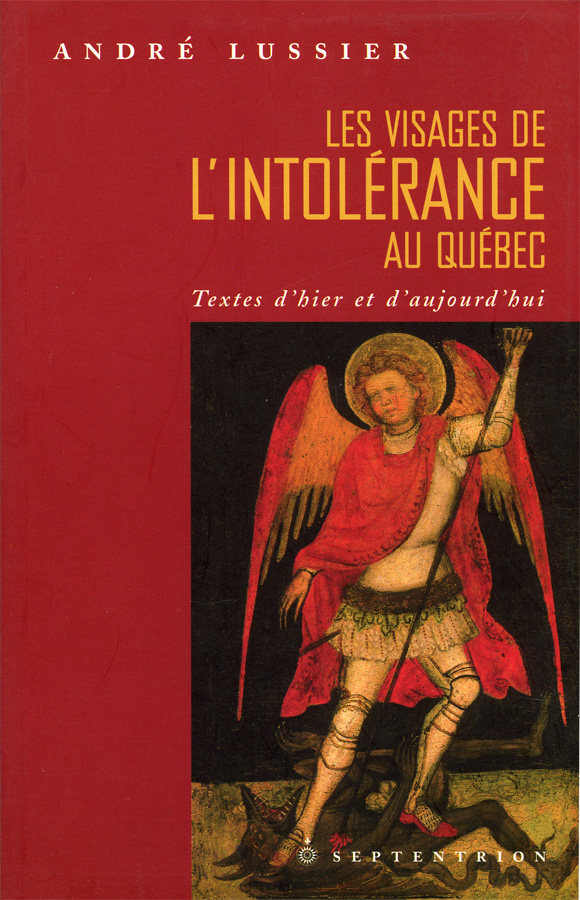 ANDRÉ LUSSIER
LES VISAGES DE
L'INTOLÉRANCE
AU QUÉBEC
Textes d'hier et d'aujourd'hui
SEPTENTRION